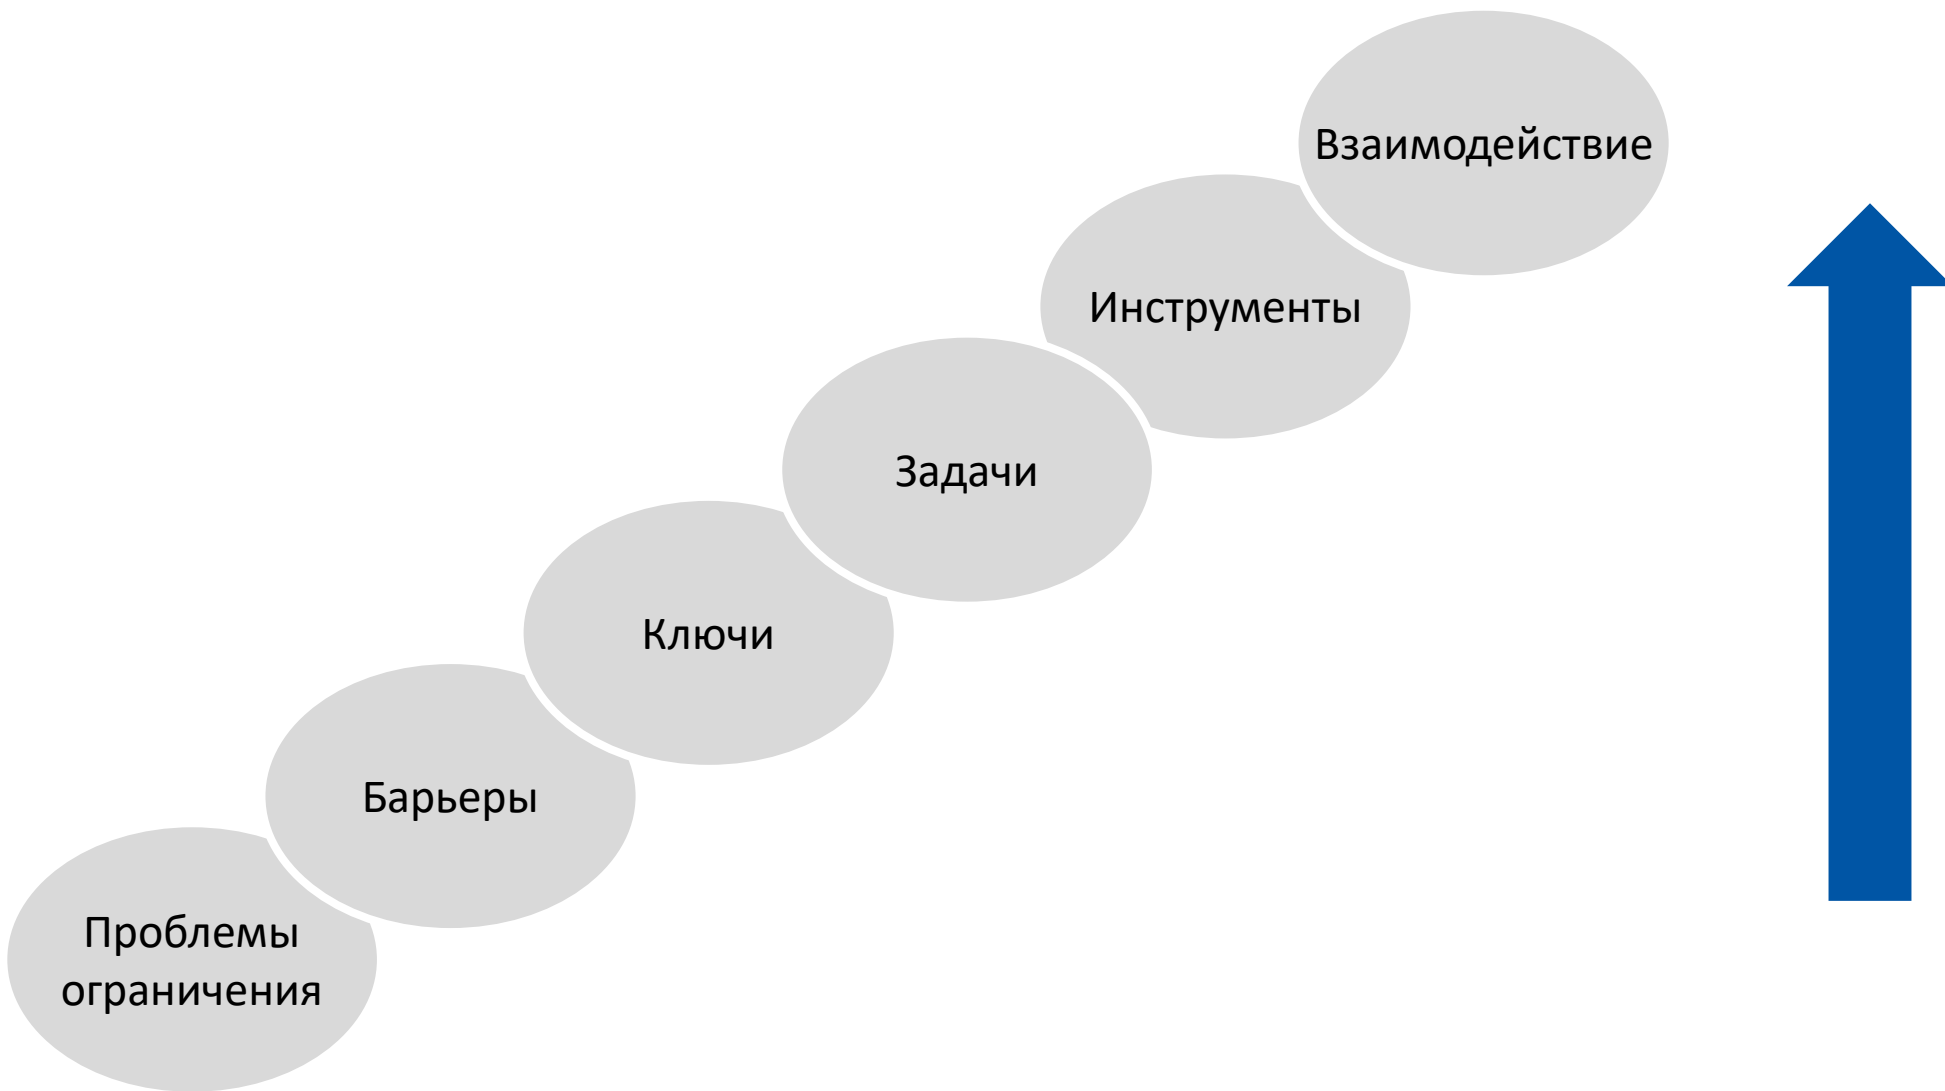 Взаимодействие
Инструменты
Задачи
Ключи
Барьеры
Проблемы
ограничения